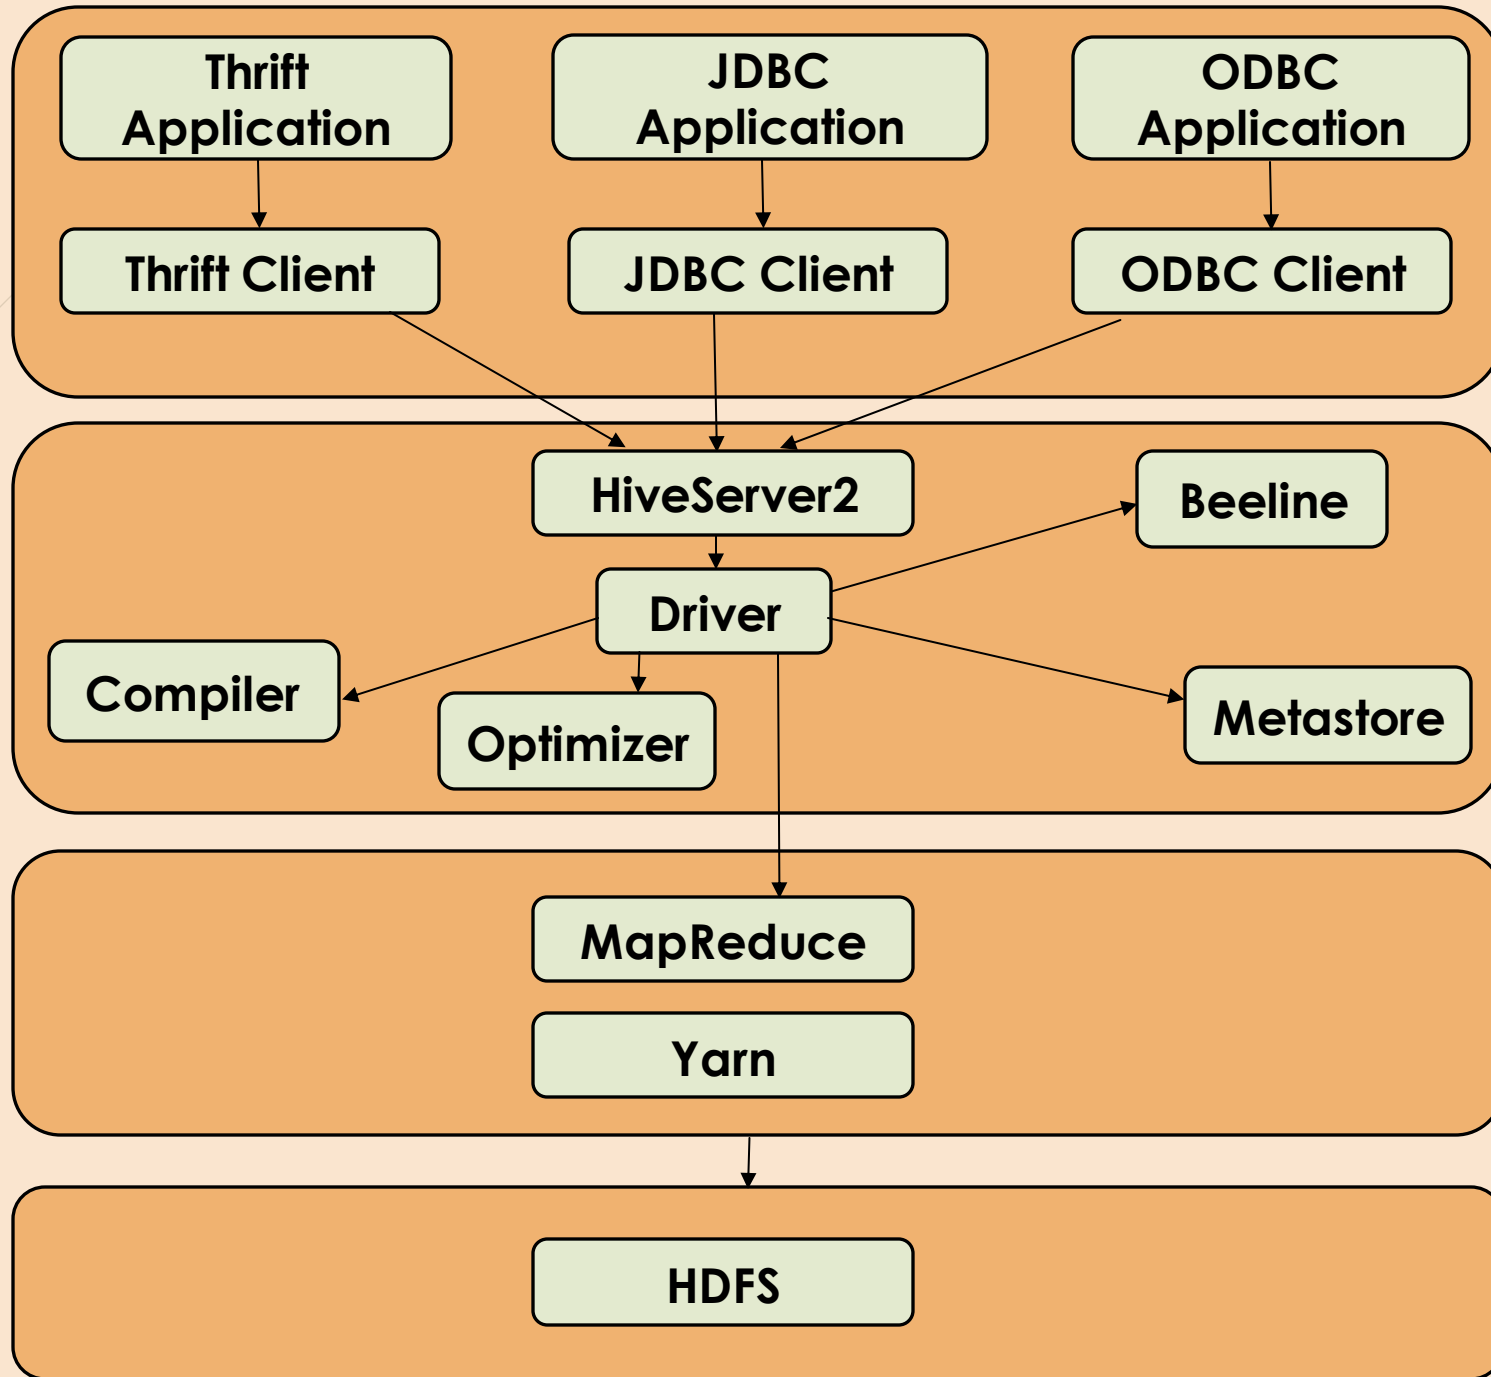 Thrift
Application
JDBC
Application
ODBC
Application
Thrift Client
JDBC Client
ODBC Client
HiveServer2
Beeline
Driver
Compiler
Optimizer
Metastore
MapReduce
Yarn
HDFS